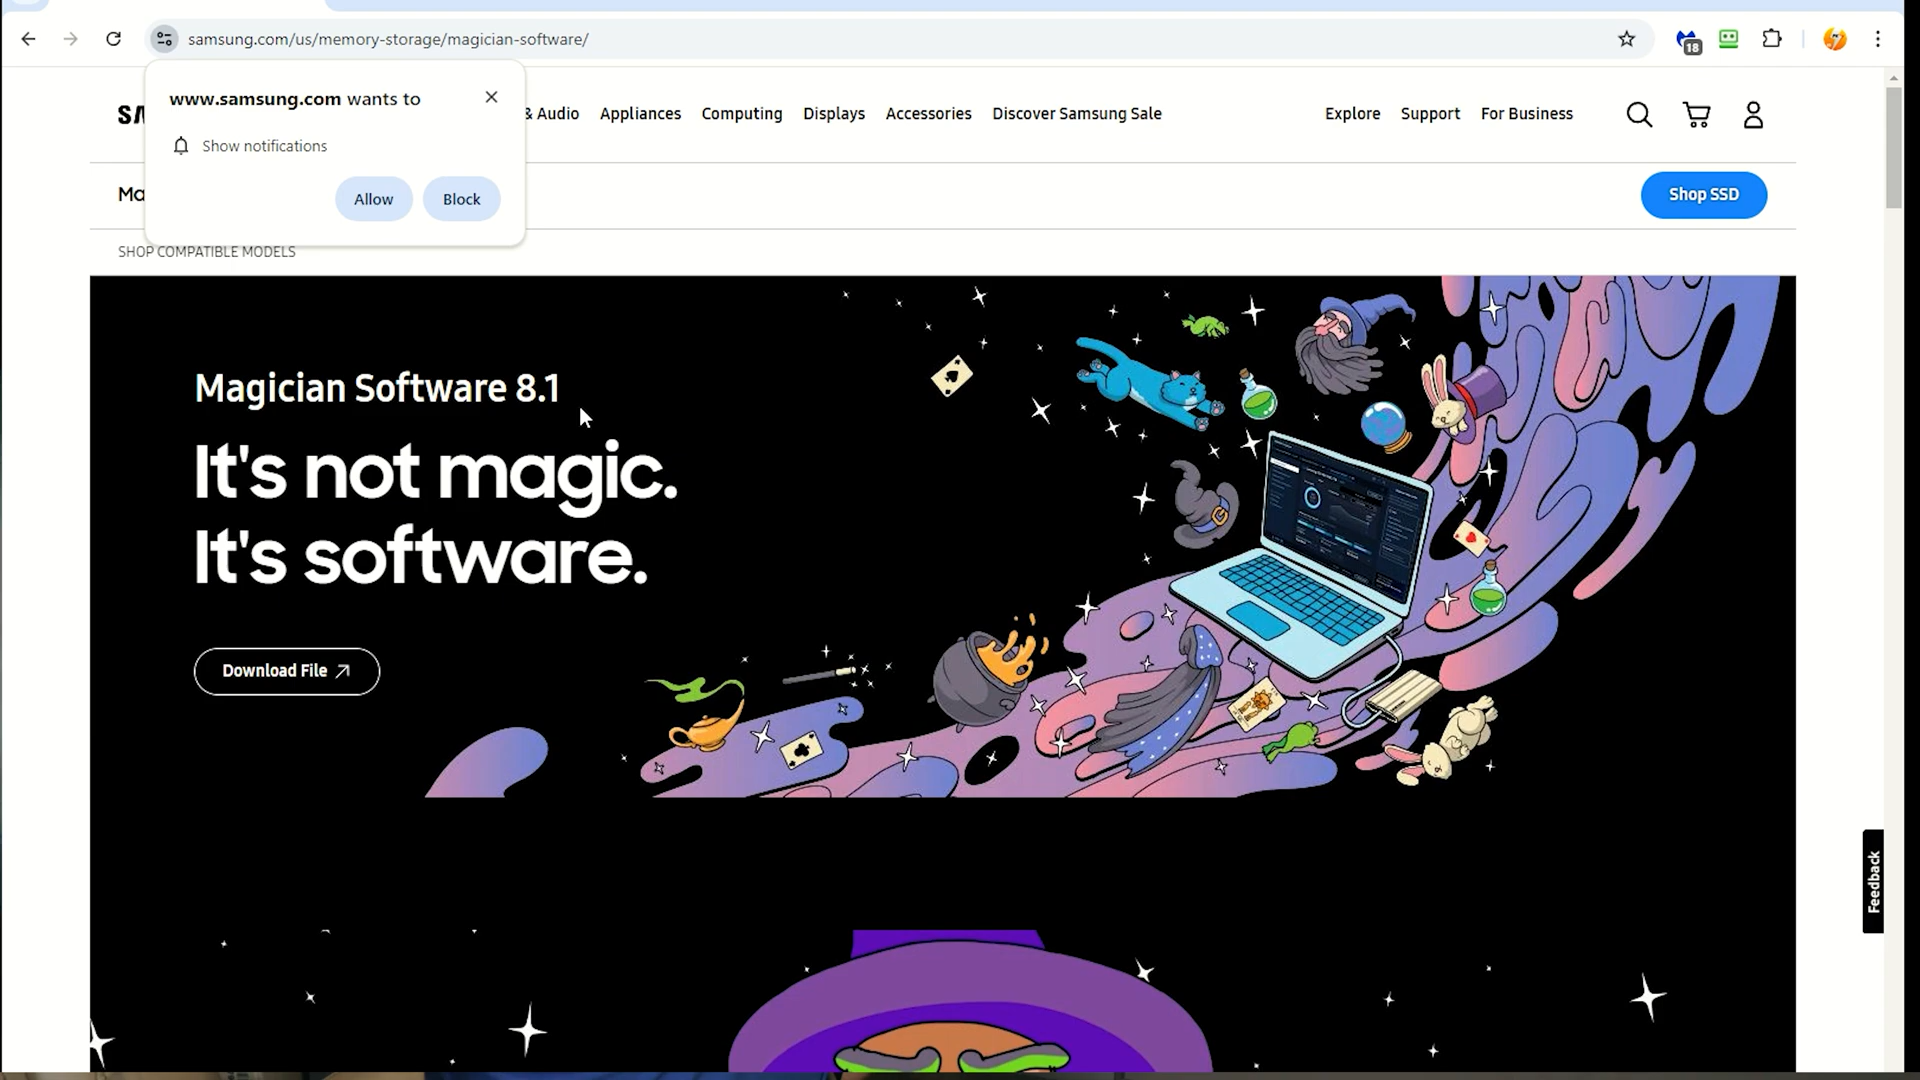 samsung.com/us/memory-storage/magician-software/
18
www.samsung.com wants to
Show notifications
Allow
Block
& Audio
Appliances
Computing
Displays
Accessories
Discover Samsung Sale
Explore
Support
For Business
Shop SSD
SHOP COMPATIBLE MODELS
Magician Software 8.1
It's not magic.
It's software.
Download File
Feedback